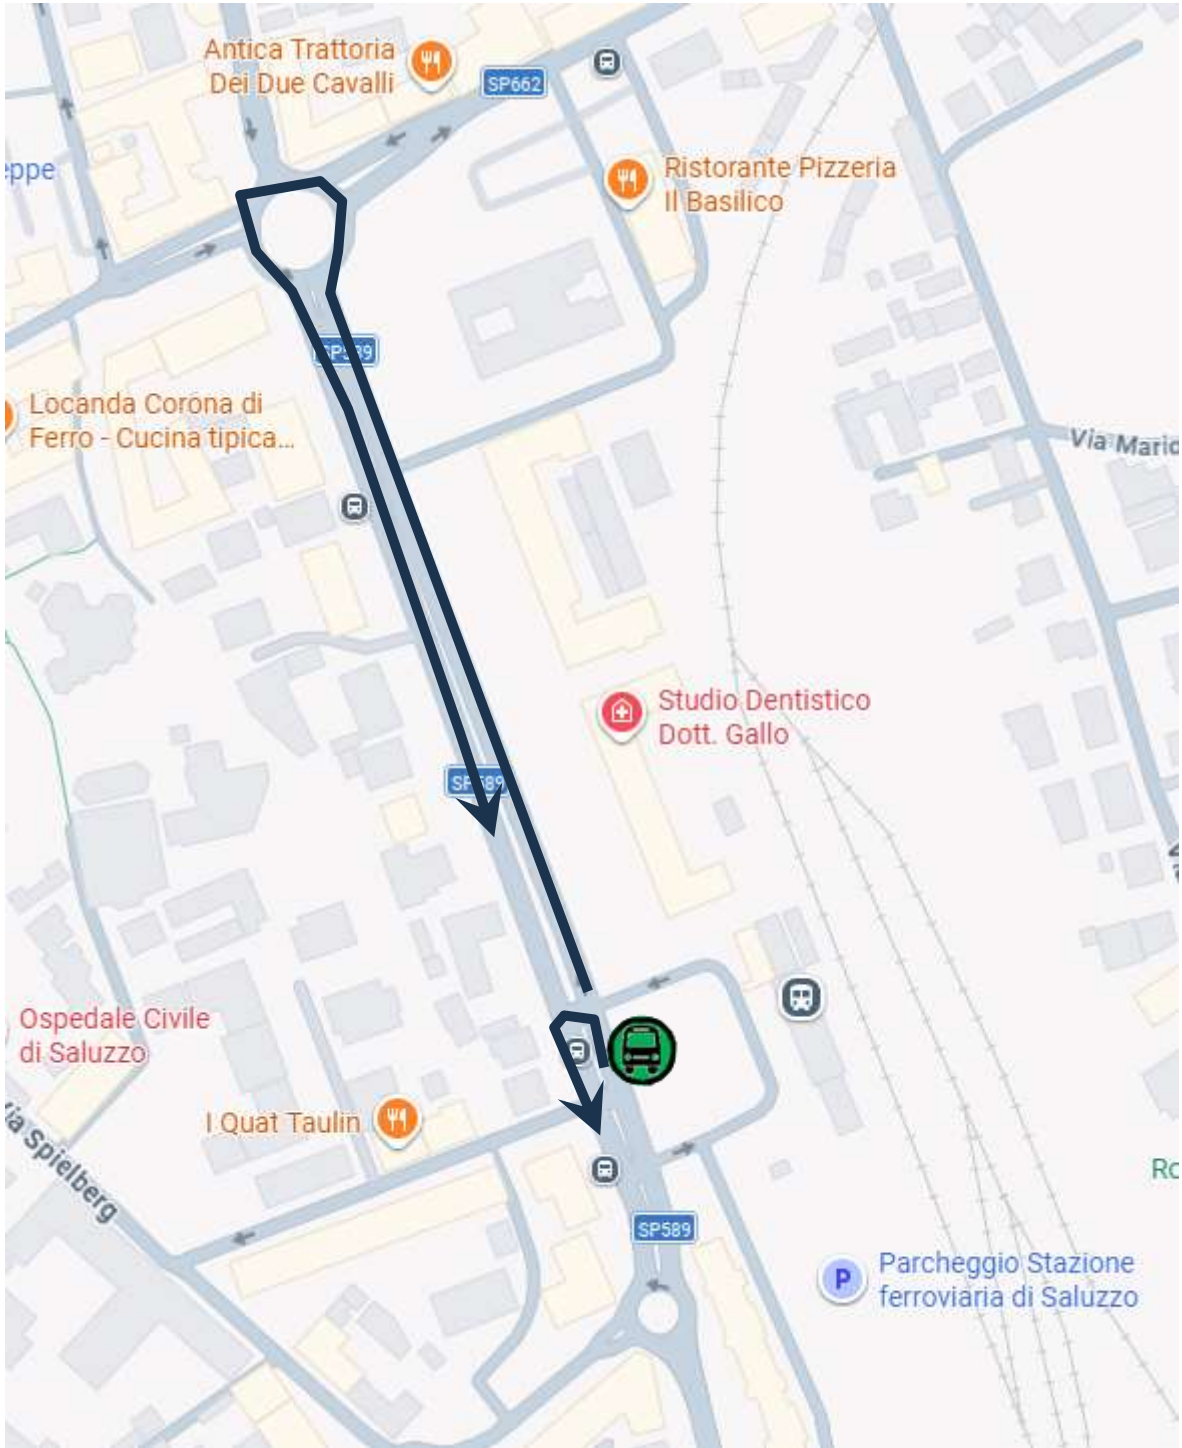 Antica Trattoria
Dei Due Cavalli
SP662
eppe
Ristorante Pizzeria
Il Basilico
SP589
Locanda Corona di
Ferro - Cucina tipica...
Via Mario
Studio Dentistico
Dott. Gallo
SP589
Ospedale Civile
di Saluzzo
I Quat Taulin
Via Spielberg
Ro
SP589
P
Parcheggio Stazione
ferroviaria di Saluzzo